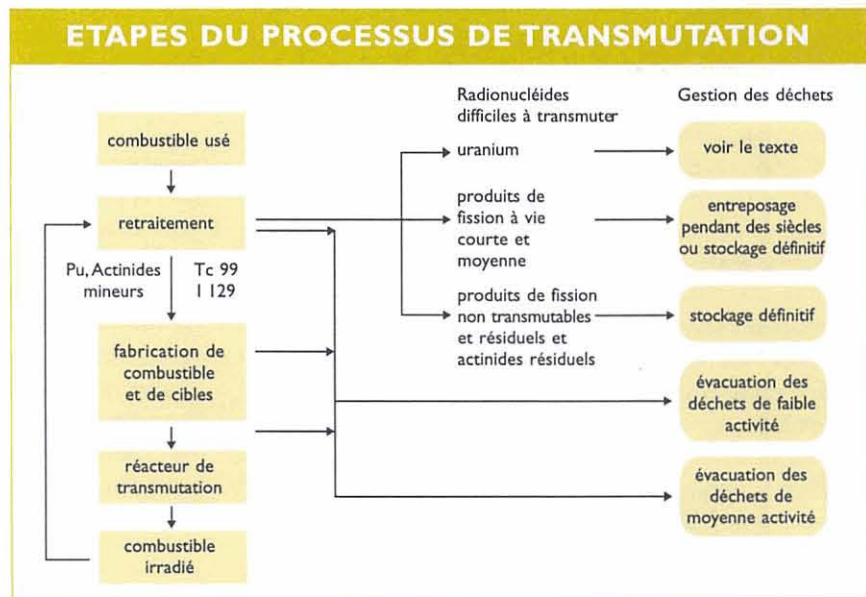 ETAPES DU PROCESSUS DE TRANSMUTATION
Radionucléides
difficiles à transmuter
Gestion des déchets
combustible usé
uranium
voir le texte
retraitement
produits de
fission à vie
courte et
moyenne
entreposage
pendant des siècles
ou stockage définitif
Pu, Actinides
mineurs
Tc 99
I 129
produits de fission
non transmutables
et résiduels et
actinides résiduels
stockage définitif
fabrication de
combustible
et de cibles
évacuation des
déchets de faible
activité
réacteur de
transmutation
évacuation des
déchets de
moyenne activité
combustible
irradié